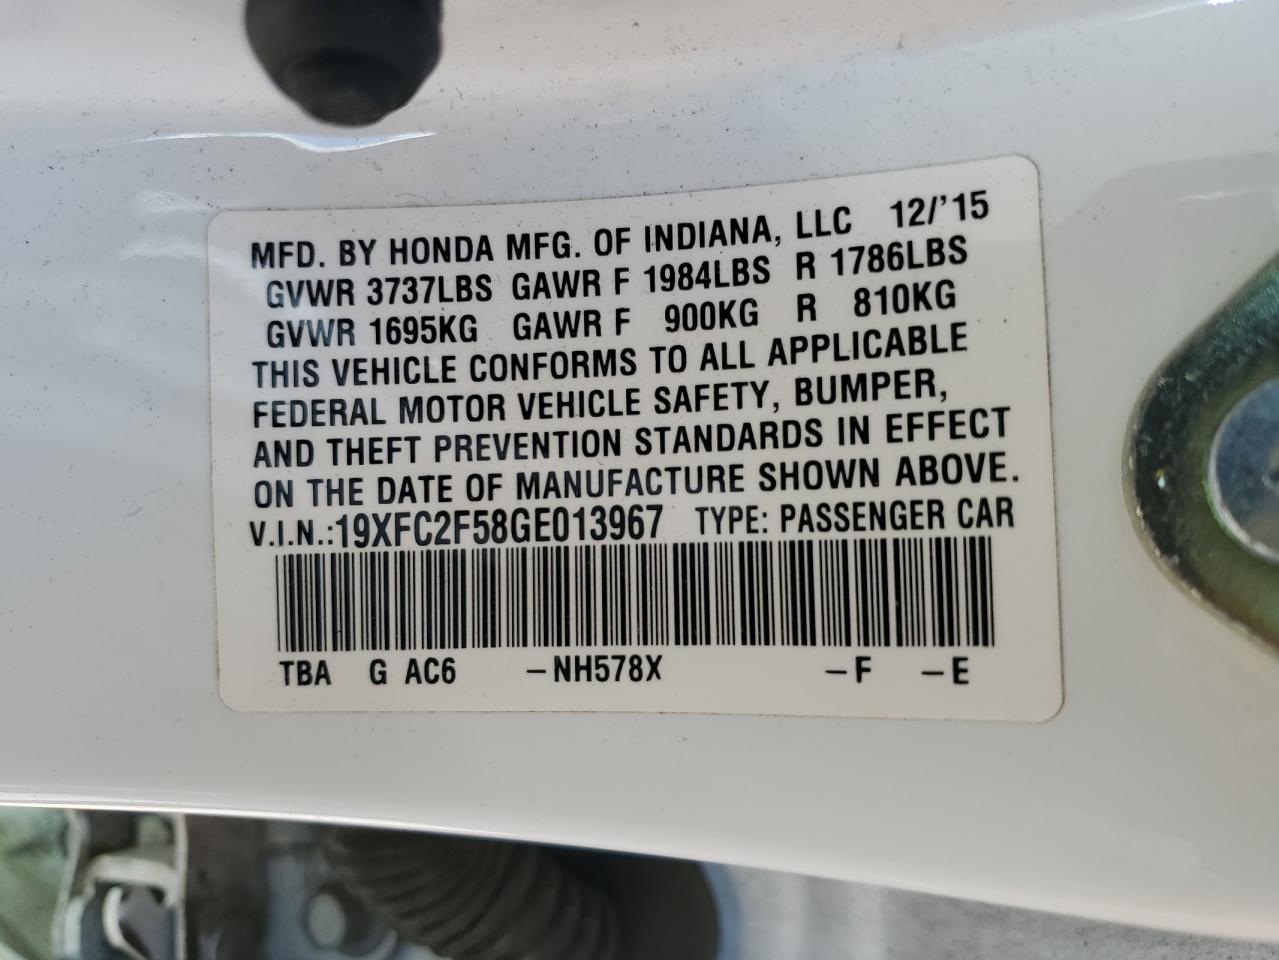 MFD. BY HONDA MFG. OF INDIANA, LLC 12/'15
GVWR 3737LBS GAWR F 1984LBS R 1786LBS
GVWR 1695KG GAWR F 900KG R 810KG
THIS VEHICLE CONFORMS TO ALL APPLICABLE
FEDERAL MOTOR VEHICLE SAFETY, BUMPER,
AND THEFT PREVENTION STANDARDS IN EFFECT
ON THE DATE OF MANUFACTURE SHOWN ABOVE.
V.I.N.:19XFC2F58GE013967 TYPE: PASSENGER CAR
TBA G AC6 –NH578X –F –E